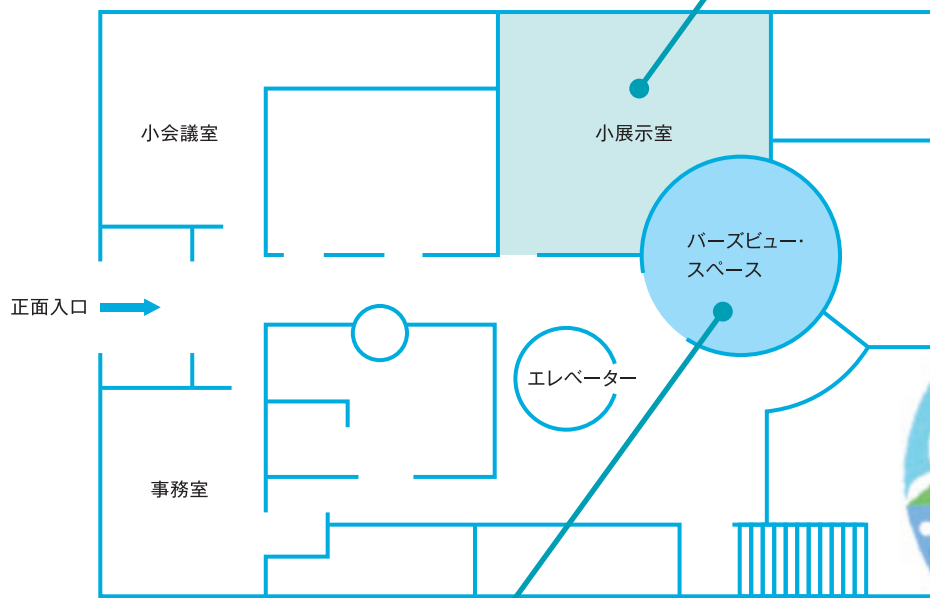 小会議室
小展示室
バーズビュー・
スペース
正面入口
エレベーター
事務室